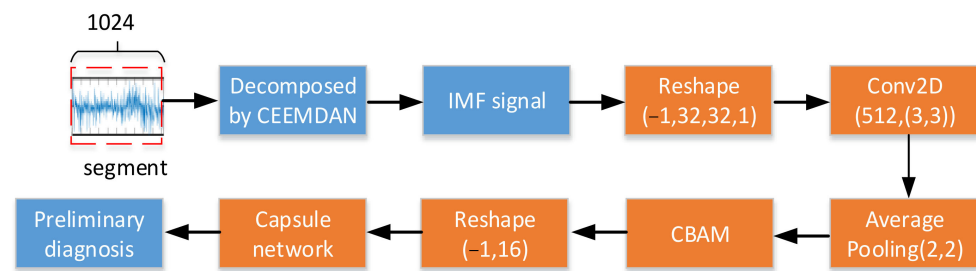 1024
segment
Decomposed
by CEEMDAN
IMF signal
Reshape
(−1,32,32,1)
Conv2D
(512,(3,3))
Average
Pooling(2,2)
CBAM
Reshape
(−1,16)
Capsule
network
Preliminary
diagnosis